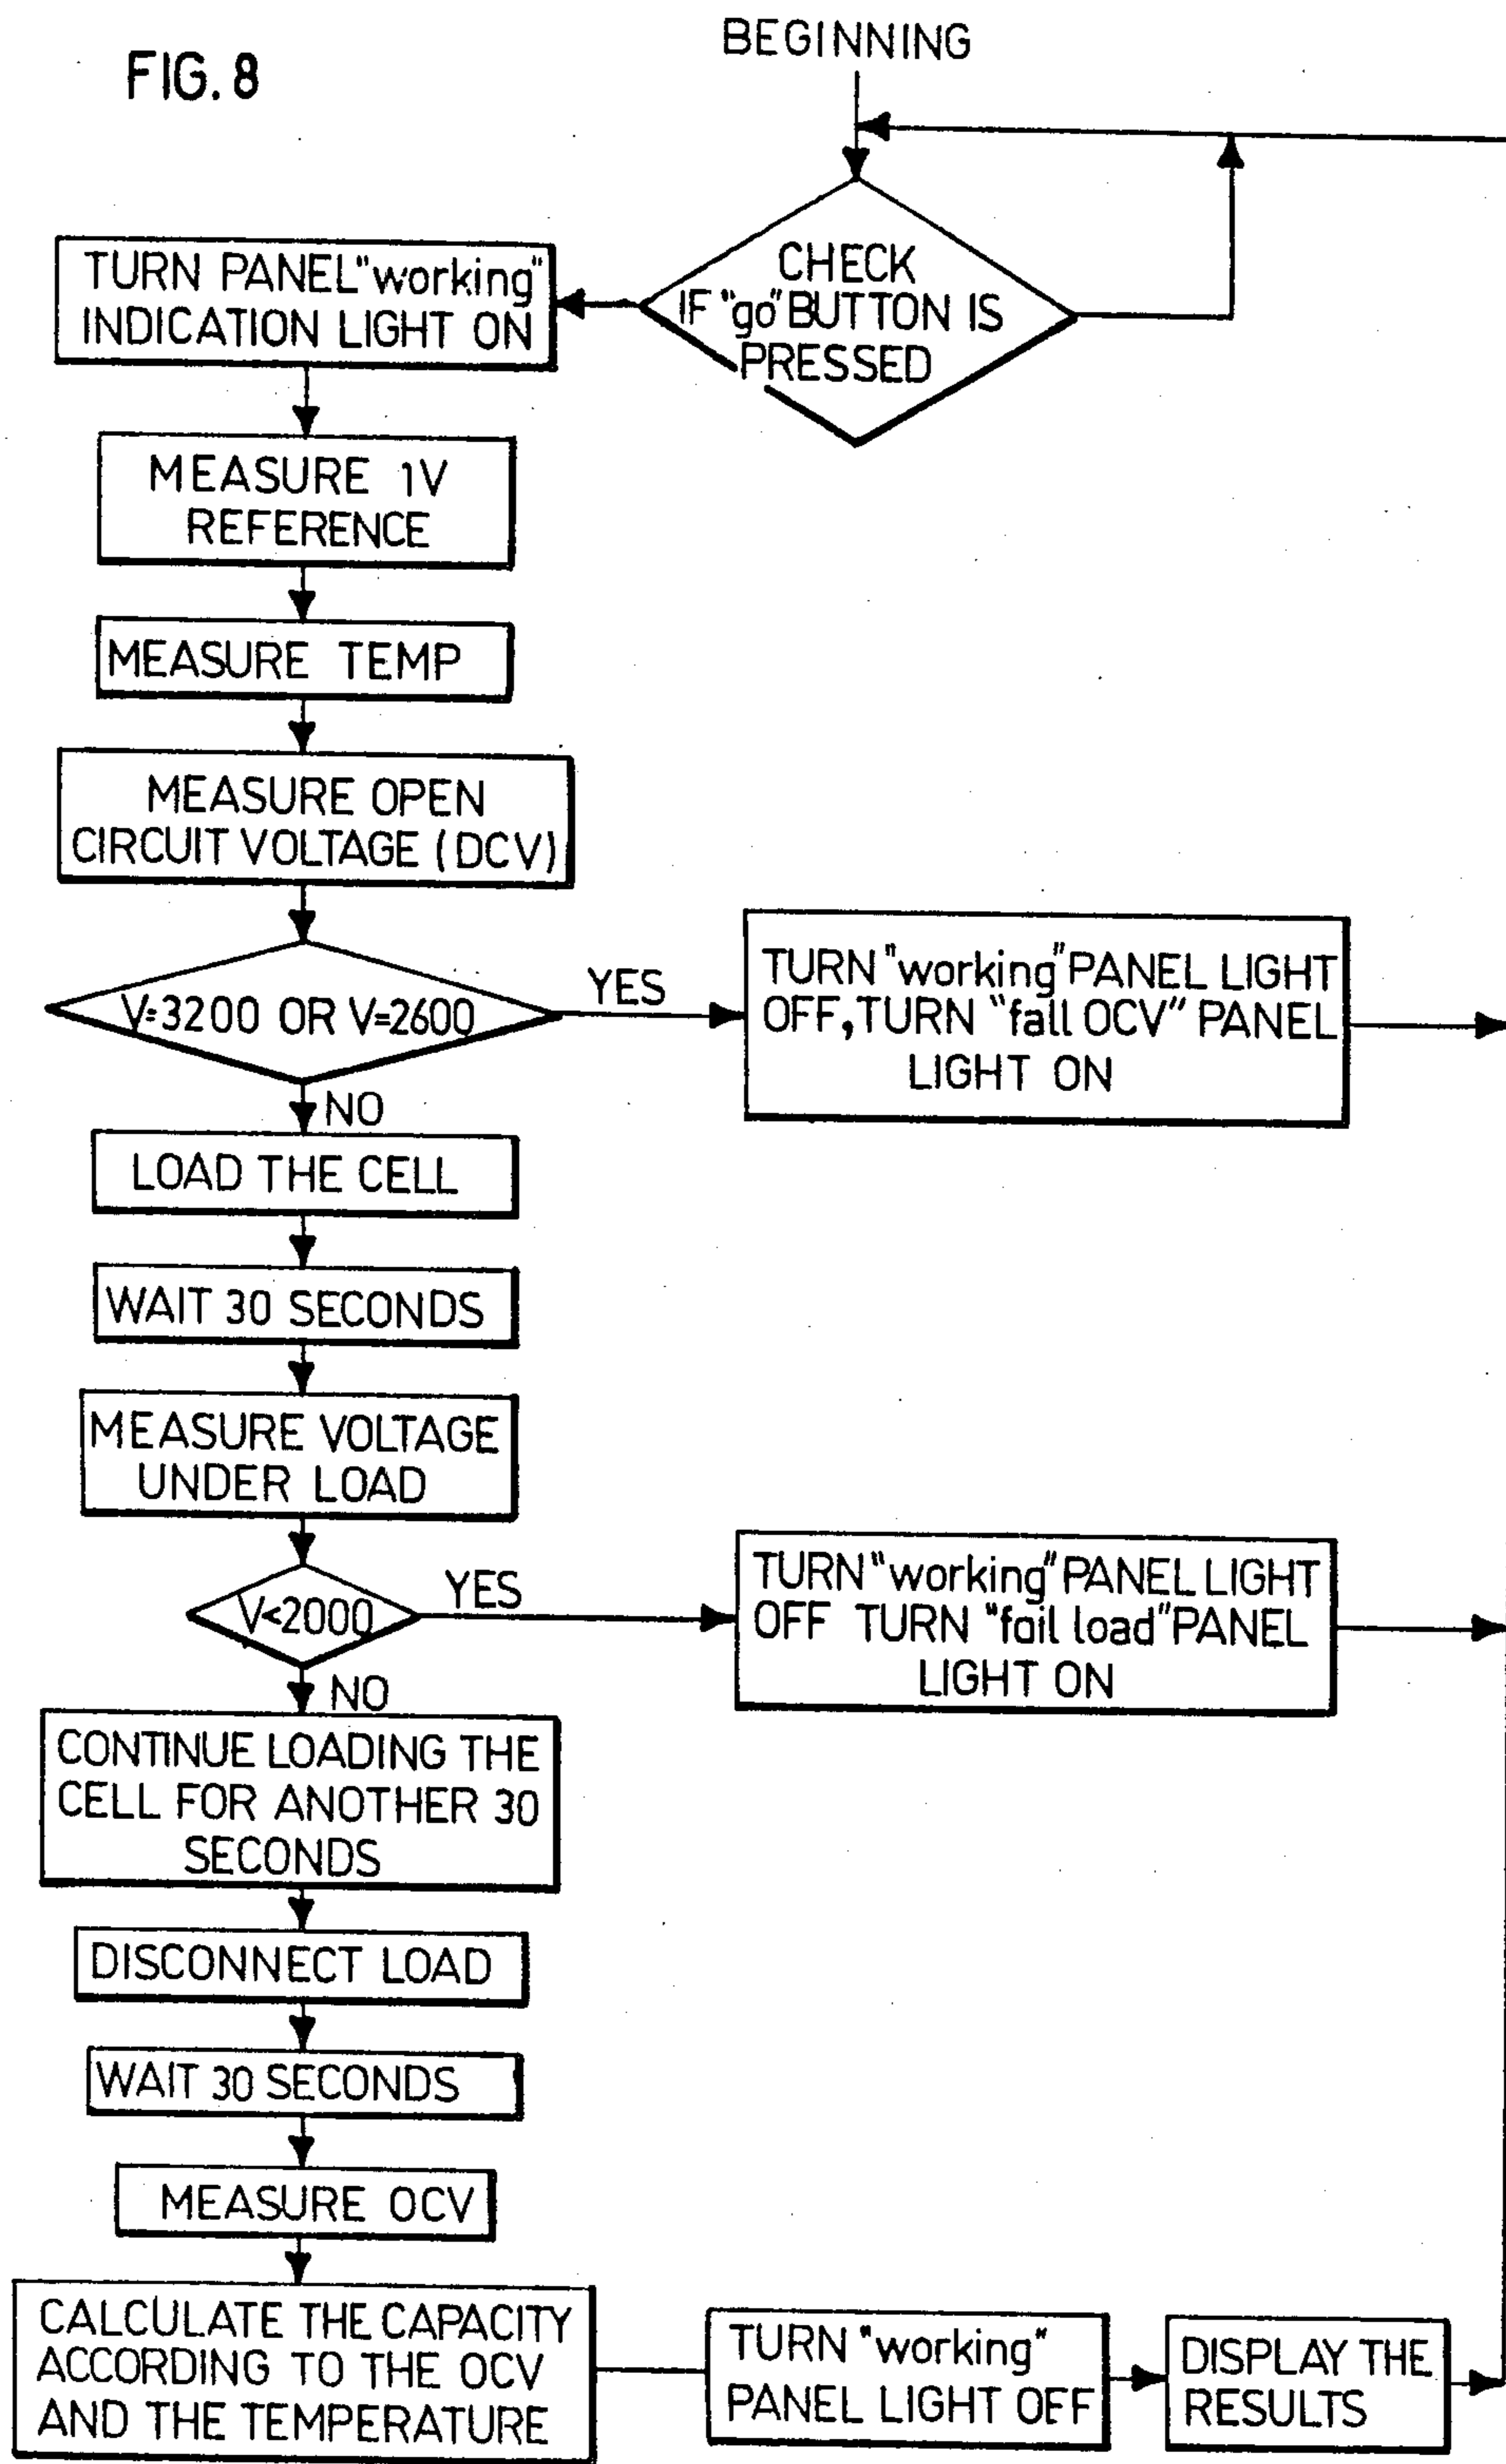 FIG. 8
BEGINNING
CHECK
IF "go" BUTTON IS
PRESSED
TURN PANEL "working"
INDICATION LIGHT ON
MEASURE 1V
REFERENCE
MEASURE TEMP
MEASURE OPEN
CIRCUIT VOLTAGE (DCV)
V=3200 OR V=2600
YES
TURN "working" PANEL LIGHT
OFF, TURN "fall OCV" PANEL
LIGHT ON
NO
LOAD THE CELL
WAIT 30 SECONDS
MEASURE VOLTAGE
UNDER LOAD
V<2000
YES
TURN "working" PANEL LIGHT
OFF TURN "fail load" PANEL
LIGHT ON
NO
CONTINUE LOADING THE
CELL FOR ANOTHER 30
SECONDS
DISCONNECT LOAD
WAIT 30 SECONDS
MEASURE OCV
CALCULATE THE CAPACITY
ACCORDING TO THE OCV
AND THE TEMPERATURE
TURN "working"
PANEL LIGHT OFF
DISPLAY THE
RESULTS